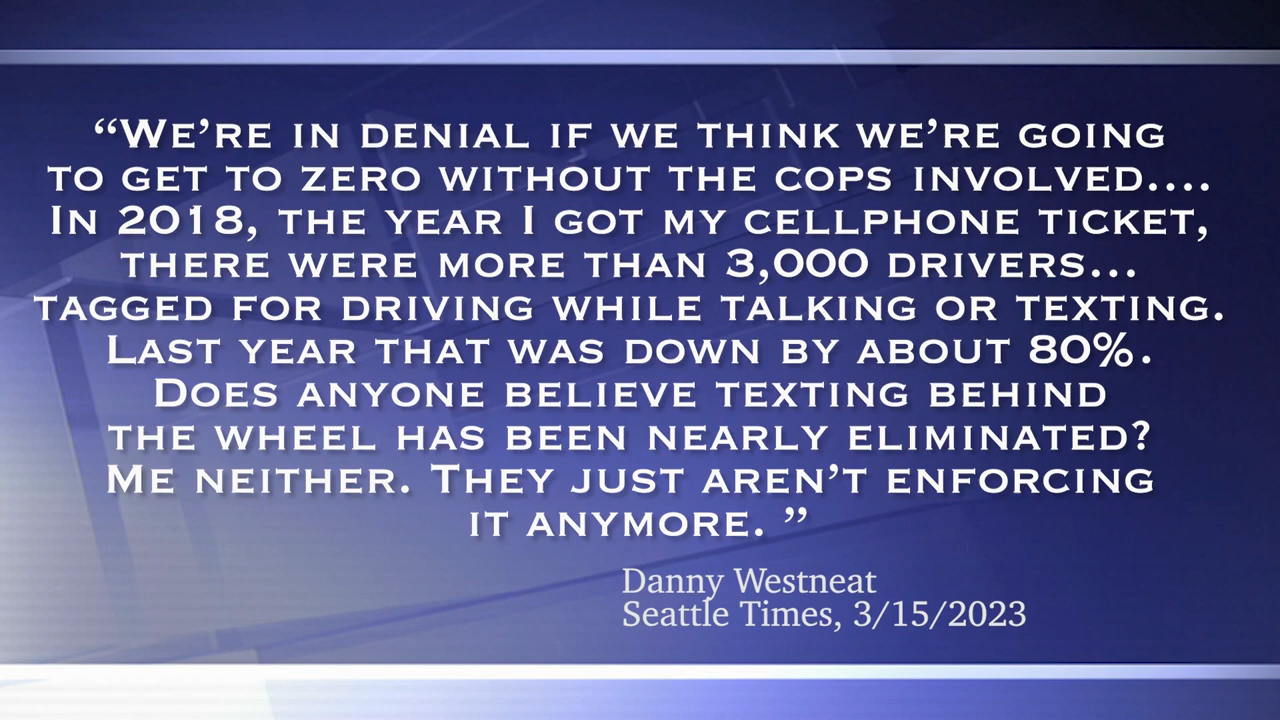 “We’re in denial if we think we’re going
to get to zero without the cops involved....
In 2018, the year I got my cellphone ticket,
there were more than 3,000 drivers...
tagged for driving while talking or texting.
Last year that was down by about 80%.
Does anyone believe texting behind
the wheel has been nearly eliminated?
Me neither. They just aren’t enforcing
it anymore. ”
Danny Westneat
Seattle Times, 3/15/2023